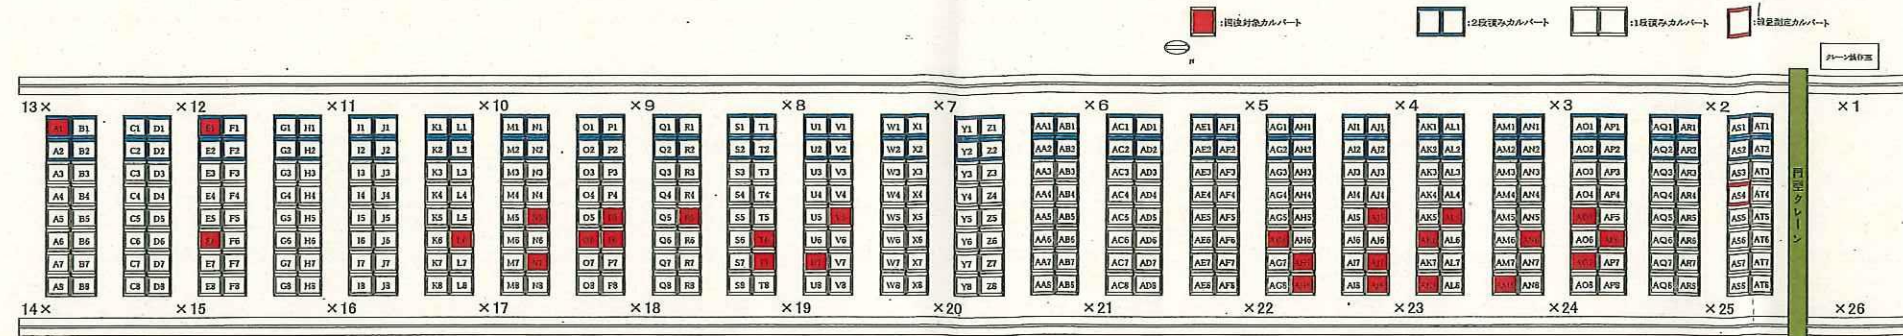 :2段積みカルバート
:1段積みカルバート
N
13× ×12 ×11 ×10 ×9 ×8 ×7 ×6 ×5 ×4 ×3 ×2 ×1
A1 B1 C1 D1 E1 F1 G1 H1 I1 J1 K1 L1 M1 N1 O1 P1 Q1 R1 S1 T1 U1 V1 W1 X1 Y1 Z1 AA1 AB1 AC1 AD1 AE1 AF1 AG1 AH1 AI1 AJ1 AK1 AL1 AM1 AN1 AO1 AP1 AQ1 AR1 AS1 AT1
A2 B2 C2 D2 E2 F2 G2 H2 I2 J2 K2 L2 M2 N2 O2 P2 Q2 R2 S2 T2 U2 V2 W2 X2 Y2 Z2 AA2 AB2 AC2 AD2 AE2 AF2 AG2 AH2 AI2 AJ2 AK2 AL2 AM2 AN2 AO2 AP2 AQ2 AR2 AS2 AT2
A3 B3 C3 D3 E3 F3 G3 H3 I3 J3 K3 L3 M3 N3 O3 P3 Q3 R3 S3 T3 U3 V3 W3 X3 Y3 Z3 AA3 AB3 AC3 AD3 AE3 AF3 AG3 AH3 AI3 AJ3 AK3 AL3 AM3 AN3 AO3 AP3 AQ3 AR3 AS3 AT3
A4 B4 C4 D4 E4 F4 G4 H4 I4 J4 K4 L4 M4 N4 O4 P4 Q4 R4 S4 T4 U4 V4 W4 X4 Y4 Z4 AA4 AB4 AC4 AD4 AE4 AF4 AG4 AH4 AI4 AJ4 AK4 AL4 AM4 AN4 AO4 AP4 AQ4 AR4 AS4 AT4
A5 B5 C5 D5 E5 F5 G5 H5 I5 J5 K5 L5 M5 O5 Q5 S5 T5 U5 W5 X5 Y5 Z5 AA5 AB5 AC5 AD5 AE5 AF5 AG5 AH5 AI5 AK5 AM5 AN5 AF5 AQ5 AR5 AS5 AT5
A6 B6 C6 D6 F6 G6 H6 I6 J6 K6 M6 N6 Q6 R6 S6 U6 V6 W6 X6 Y6 Z6 AA6 AB6 AC6 AD6 AE6 AF6 AH6 AI6 AJ6 AL6 AM6 AO6 AQ6 AR6 AS6 AT6
A7 B7 C7 D7 E7 F7 G7 H7 I7 J7 K7 L7 M7 O7 P7 Q7 R7 S7 V7 W7 X7 Y7 Z7 AA7 AB7 AC7 AD7 AE7 AF7 AG7 AI7 AK7 AL7 AM7 AN7 AP7 AQ7 AR7 AS7 AT7
A8 B8 C8 D8 E8 F8 G8 H8 I8 J8 K8 L8 M8 N8 O8 P8 Q8 R8 S8 T8 U8 V8 W8 X8 Y8 Z8 AA8 AB8 AC8 AD8 AE8 AF8 AG8 AI8 AL8 AN8 AO8 AP8 AQ8 AR8 AS8 AT8
門型クレーン
14× ×15 ×16 ×17 ×18 ×19 ×20 ×21 ×22 ×23 ×24 ×25 ×26